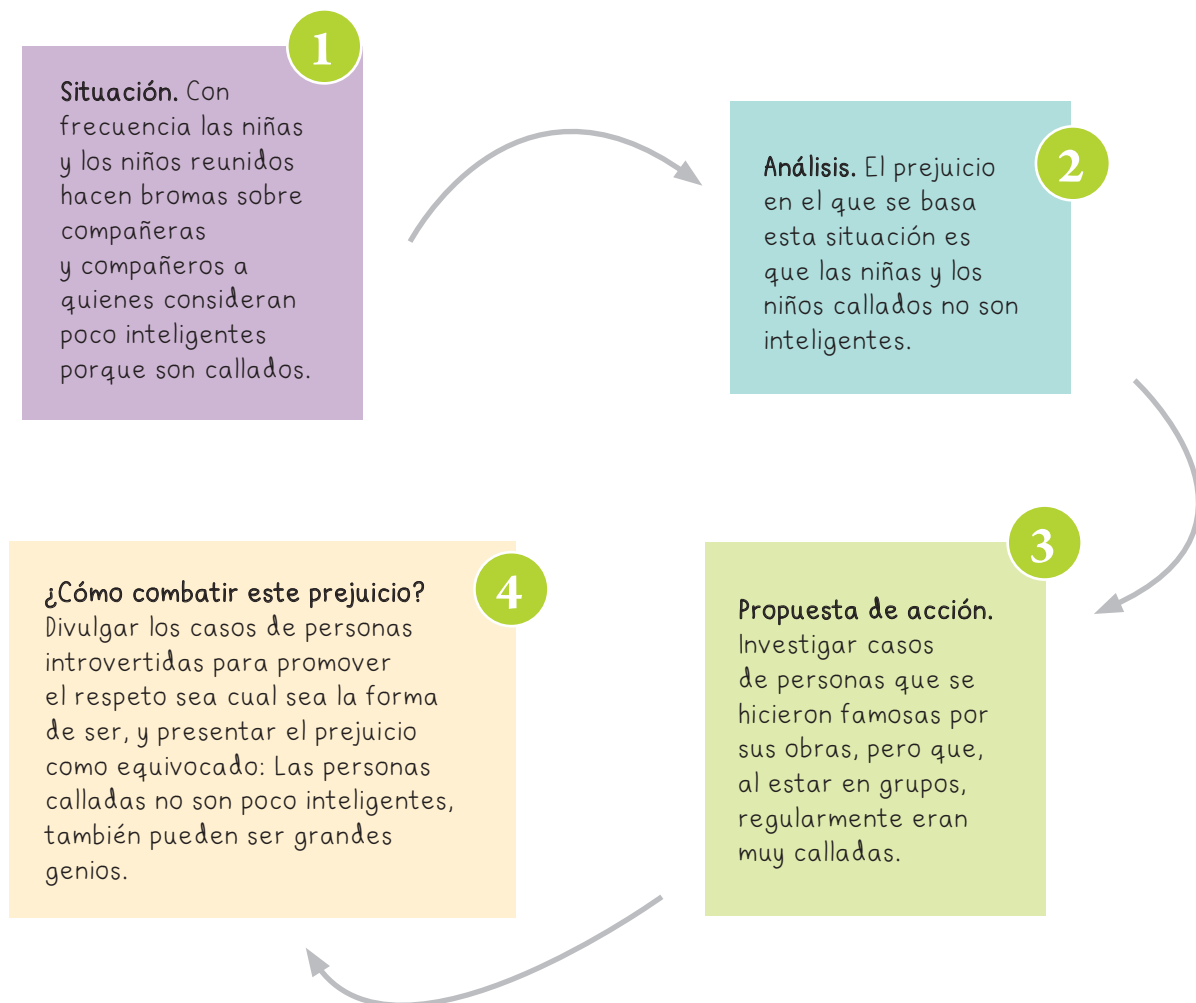 1
Situación. Con
frecuencia las niñas
y los niños reunidos
hacen bromas sobre
compañeras
y compañeros a
quienes consideran
poco inteligentes
porque son callados.
2
Análisis. El prejuicio
en el que se basa
esta situación es
que las niñas y los
niños callados no son
inteligentes.
3
Propuesta de acción.
Investigar casos
de personas que se
hicieron famosas por
sus obras, pero que,
al estar en grupos,
regularmente eran
muy calladas.
4
¿Cómo combatir este prejuicio?
Divulgar los casos de personas
introvertidas para promover
el respeto sea cual sea la forma
de ser, y presentar el prejuicio
como equivocado: Las personas
calladas no son poco inteligentes,
también pueden ser grandes
genios.